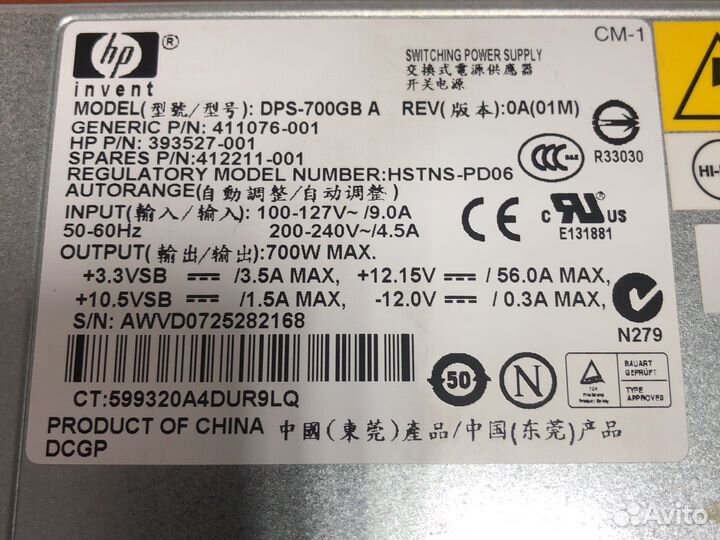 hp ®
invent
CM-1
SWITCHING POWER SUPPLY
交換式電源供應器
开关电源
MODEL(型號/型号): DPS-700GB A REV(版本):0A(01M)
GENERIC P/N: 411076-001
HP P/N: 393527-001
SPARES P/N:412211-001
REGULATORY MODEL NUMBER:HSTNS-PD06
AUTORANGE(自動調整/自动调整)
INPUT(輸入/输入): 100-127V~ /9.0A
50-60Hz 200-240V~/4.5A
OUTPUT(輸出/输出):700W MAX.
+3.3VSB /3.5A MAX, +12.15V / 56.0A MAX,
+10.5VSB /1.5A MAX, -12.0V / 0.3A MAX,
S/N: AWVD0725282168
R33030
CCC S&E
CE
c UL US
E131881
N279
CT:599320A4DUR9LQ
50
N
TÜV
BAUART
GEPRÜFT
TYPE
APPROVED
PRODUCT OF CHINA 中國(東莞)產品/中国(东莞)产品
DCGP
Avito